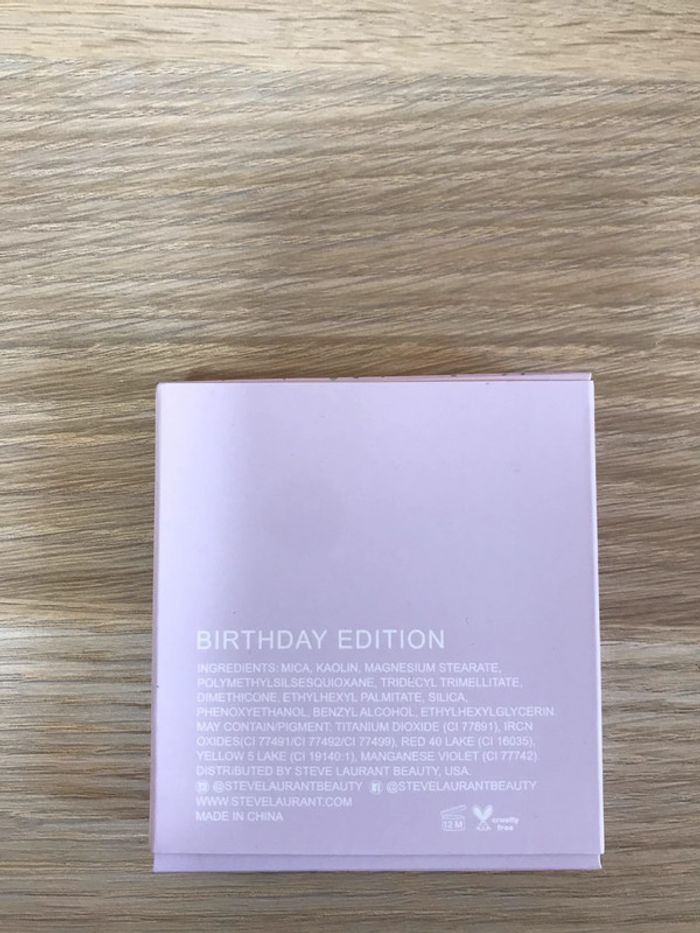 BIRTHDAY EDITION
INGREDIENTS: MICA, KAOLIN, MAGNESIUM STEARATE,
POLYMETHYLSILSESQUIOXANE, TRIDECYL TRIMELLITATE,
DIMETHICONE, ETHYLHEXYL PALMITATE, SILICA,
PHENOXYETHANOL, BENZYL ALCOHOL, ETHYLHEXYLGLYCERIN.
MAY CONTAIN/PIGMENT: TITANIUM DIOXIDE (CI 77891), IRCN
OXIDES(CI 77491/CI 77492/CI 77499), RED 40 LAKE (CI 16035),
YELLOW 5 LAKE (CI 19140:1), MANGANESE VIOLET (CI 77742)
DISTRIBUTED BY STEVE LAURANT BEAUTY, USA.
@STEVELAURANTBEAUTY @STEVELAURANTBEAUTY
WWW.STEVELAURANT.COM
MADE IN CHINA
12 M cruelty
free